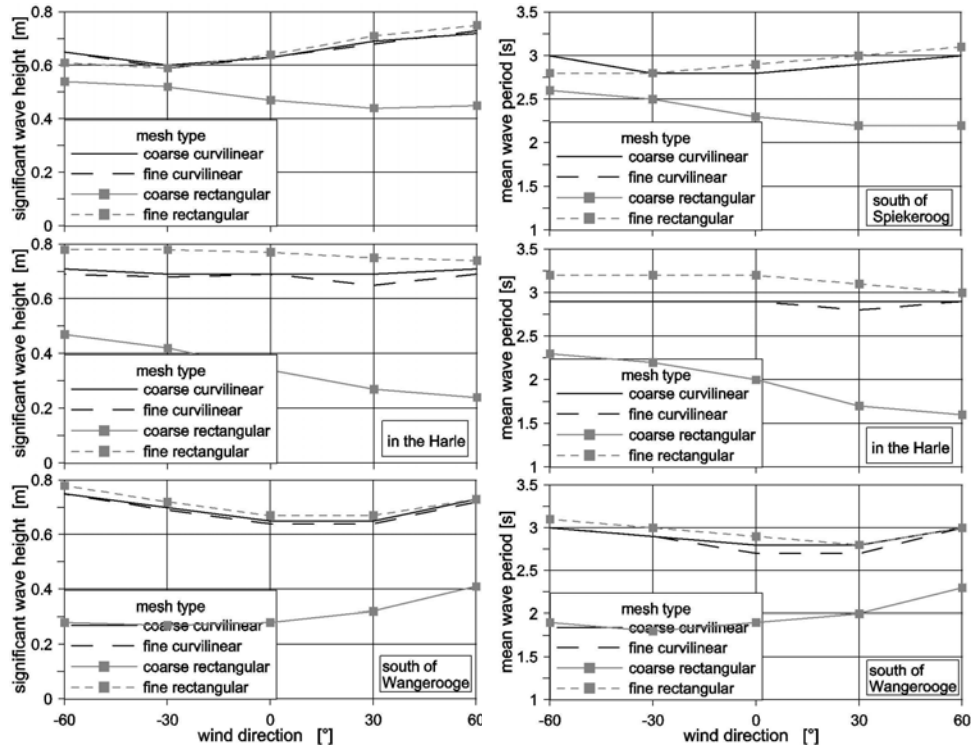 significant wave height [m]
0.8
0.6
0.4
0.2
0
mesh type
coarse curvilinear
fine curvilinear
coarse rectangular
fine rectangular
mean wave period [s]
3.5
3
2.5
2
1.5
1
mesh type
coarse curvilinear
fine curvilinear
coarse rectangular
fine rectangular
south of
Spiekeroog
significant wave height [m]
0.8
0.6
0.4
0.2
0
mesh type
coarse curvilinear
fine curvilinear
coarse rectangular
fine rectangular
in the Harle
mean wave period [s]
3.5
3
2.5
2
1.5
1
mesh type
coarse curvilinear
fine curvilinear
coarse rectangular
fine rectangular
in the Harle
significant wave height [m]
0.8
0.6
0.4
0.2
0
mesh type
coarse curvilinear
fine curvilinear
coarse rectangular
fine rectangular
south of
Wangerooge
-60 -30 0 30 60
wind direction [°]
mean wave period [s]
3.5
3
2.5
2
1.5
1
mesh type
coarse curvilinear
fine curvilinear
coarse rectangular
fine rectangular
south of
Wangerooge
-60 -30 0 30 60
wind direction [°]